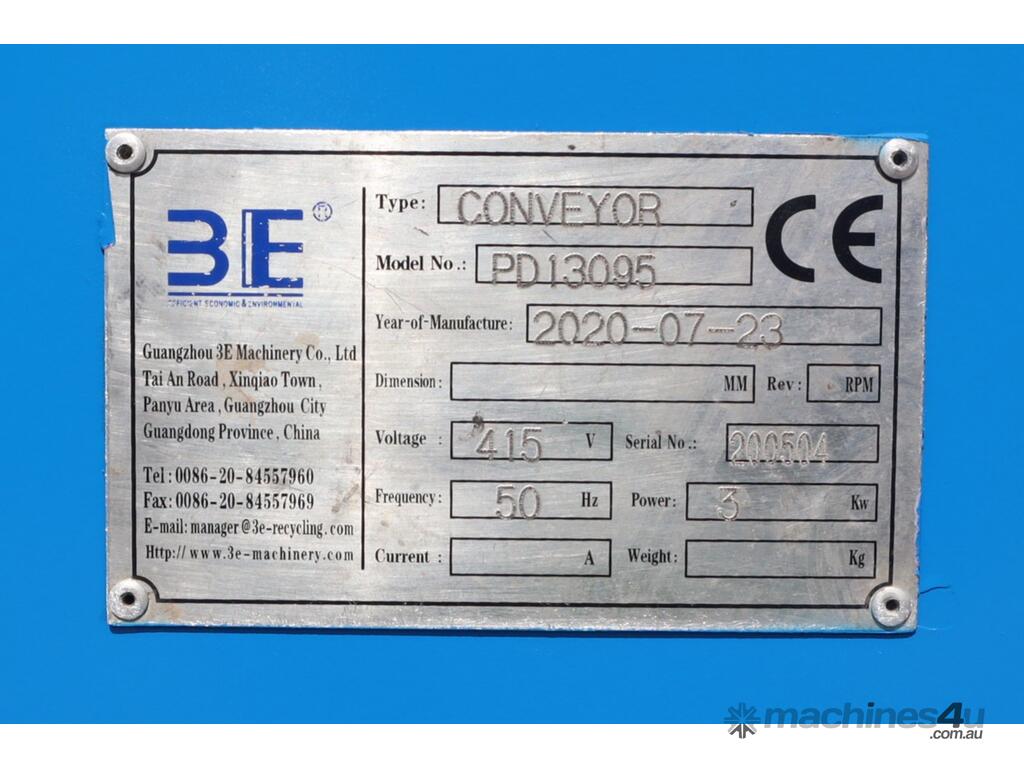 3E ®
EFFICIENT ECONOMIC & ENVIRONMENTAL
Guangzhou 3E Machinery Co., Ltd
Tai An Road , Xinqiao Town ,
Panyu Area , Guangzhou City
Guangdong Province , China
Tel : 0086-20-84557960
Fax: 0086-20-84557969
E-mail: manager@3e-recycling.com
Http:// www.3e-machinery.com
Type: CONVEYOR
CE
Model No.: PD13095
Year-of-Manufacture: 2020-07-23
Dimension: MM Rev: RPM
Voltage : 415 V Serial No.: 200504
Frequency: 50 Hz Power: 3 Kw
Current : A Weight: Kg
machines4u
.com.au